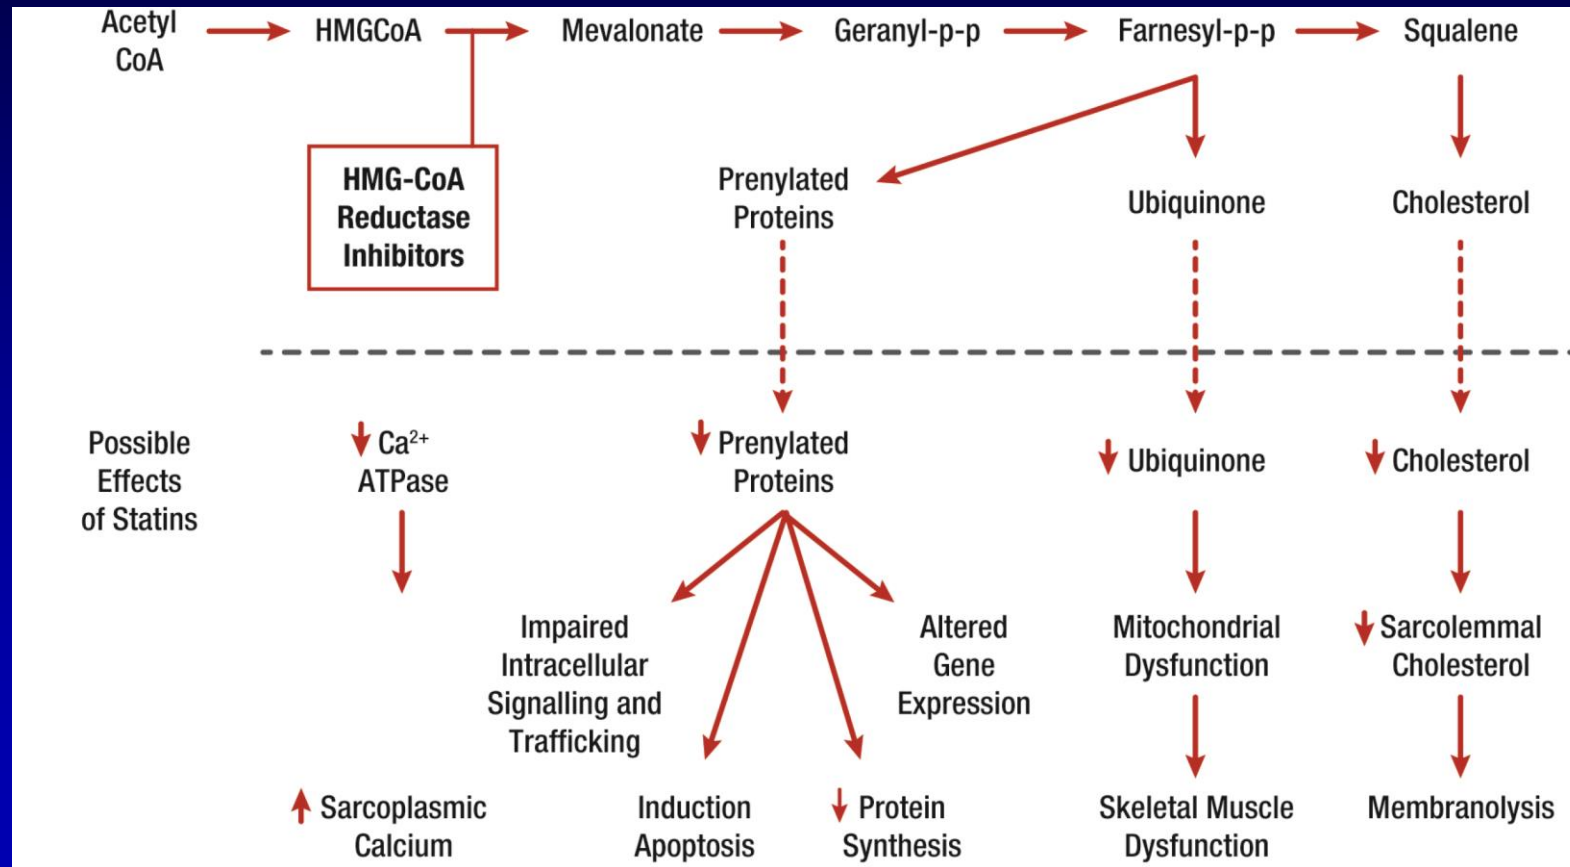 Acetyl
CoA
HMGCoA
Mevalonate
Geranyl-p-p
Farnesyl-p-p
Squalene
HMG-CoA
Reductase
Inhibitors
Prenylated
Proteins
Ubiquinone
Cholesterol
Possible
Effects
of Statins
Ca²⁺
ATPase
Prenylated
Proteins
Ubiquinone
Cholesterol
Impaired
Intracellular
Signalling and
Trafficking
Altered
Gene
Expression
Mitochondrial
Dysfunction
Sarcolemmal
Cholesterol
Sarcoplasmic
Calcium
Induction
Apoptosis
Protein
Synthesis
Skeletal Muscle
Dysfunction
Membranolysis